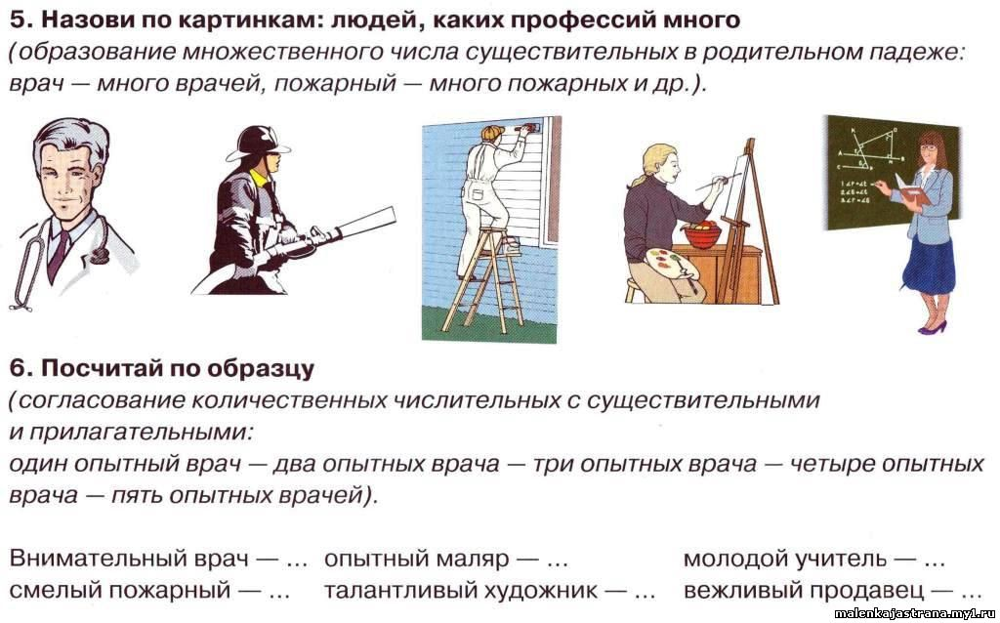 5. Назови по картинкам: людей, каких профессий много
(образование множественного числа существительных в родительном падеже:
врач — много врачей, пожарный — много пожарных и др.).
6. Посчитай по образцу
(согласование количественных числительных с существительными
и прилагательными:
один опытный врач — два опытных врача — три опытных врача — четыре опытных
врача — пять опытных врачей).
Внимательный врач — ... опытный маляр — ... молодой учитель — ...
смелый пожарный — ... талантливый художник — ... вежливый продавец — ...
malenkajastrana.my1.ru